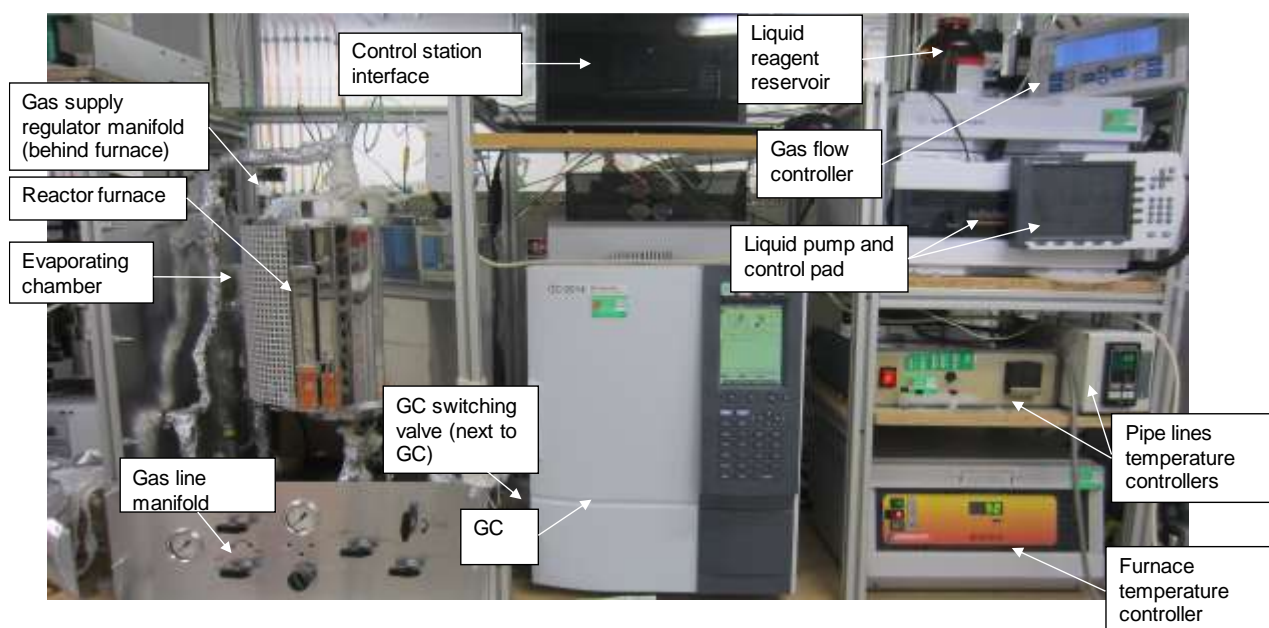 Control station
interface
Liquid
reagent
reservoir
Gas supply
regulator manifold
(behind furnace)
Gas flow
controller
Reactor furnace
Liquid pump and
control pad
Evaporating
chamber
GC switching
valve (next to
GC)
Pipe lines
temperature
controllers
Gas line
manifold
GC
Furnace
temperature
controller